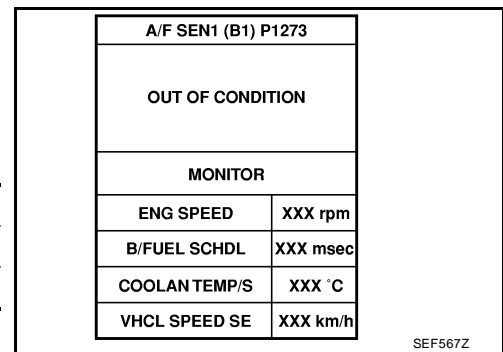 A/F SEN1 (B1) P1273
OUT OF CONDITION
MONITOR
ENG SPEED XXX rpm
B/FUEL SCHDL XXX msec
COOLAN TEMP/S XXX °C
VHCL SPEED SE XXX km/h
SEF567Z